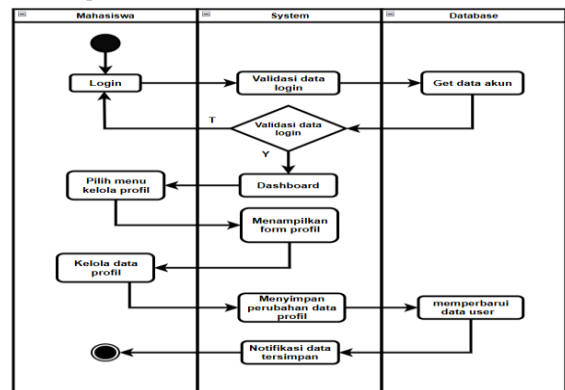 Mahasiswa
System
Database
Login
Validasi data
login
Get data akun
Validasi data
login
T
Y
Pilih menu
kelola profil
Dashboard
Menampilkan
form profil
Kelola data
profil
Menyimpan
perubahan data
profil
memperbarui
data user
Notifikasi data
tersimpan